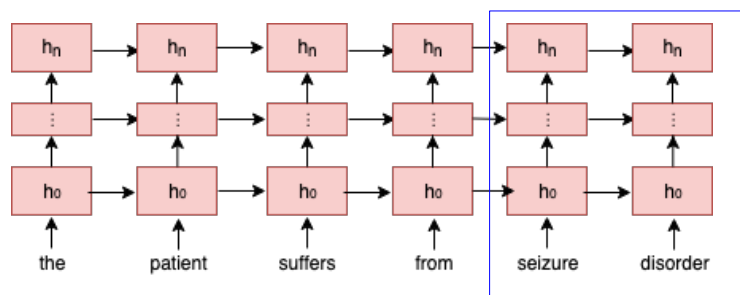 hn hn hn hn hn hn
⋮ ⋮ ⋮ ⋮ ⋮ ⋮
h0 h0 h0 h0 h0 h0
the patient suffers from seizure disorder